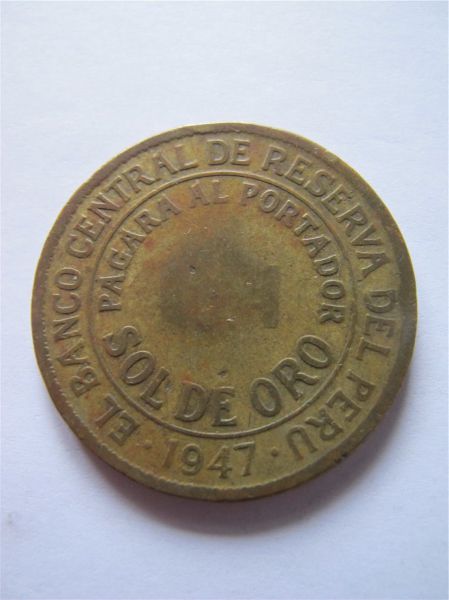 EL BANCO CENTRAL DE RESERVA DEL PERU
PAGARA AL PORTADOR
SOL DE ORO
· 1947 ·